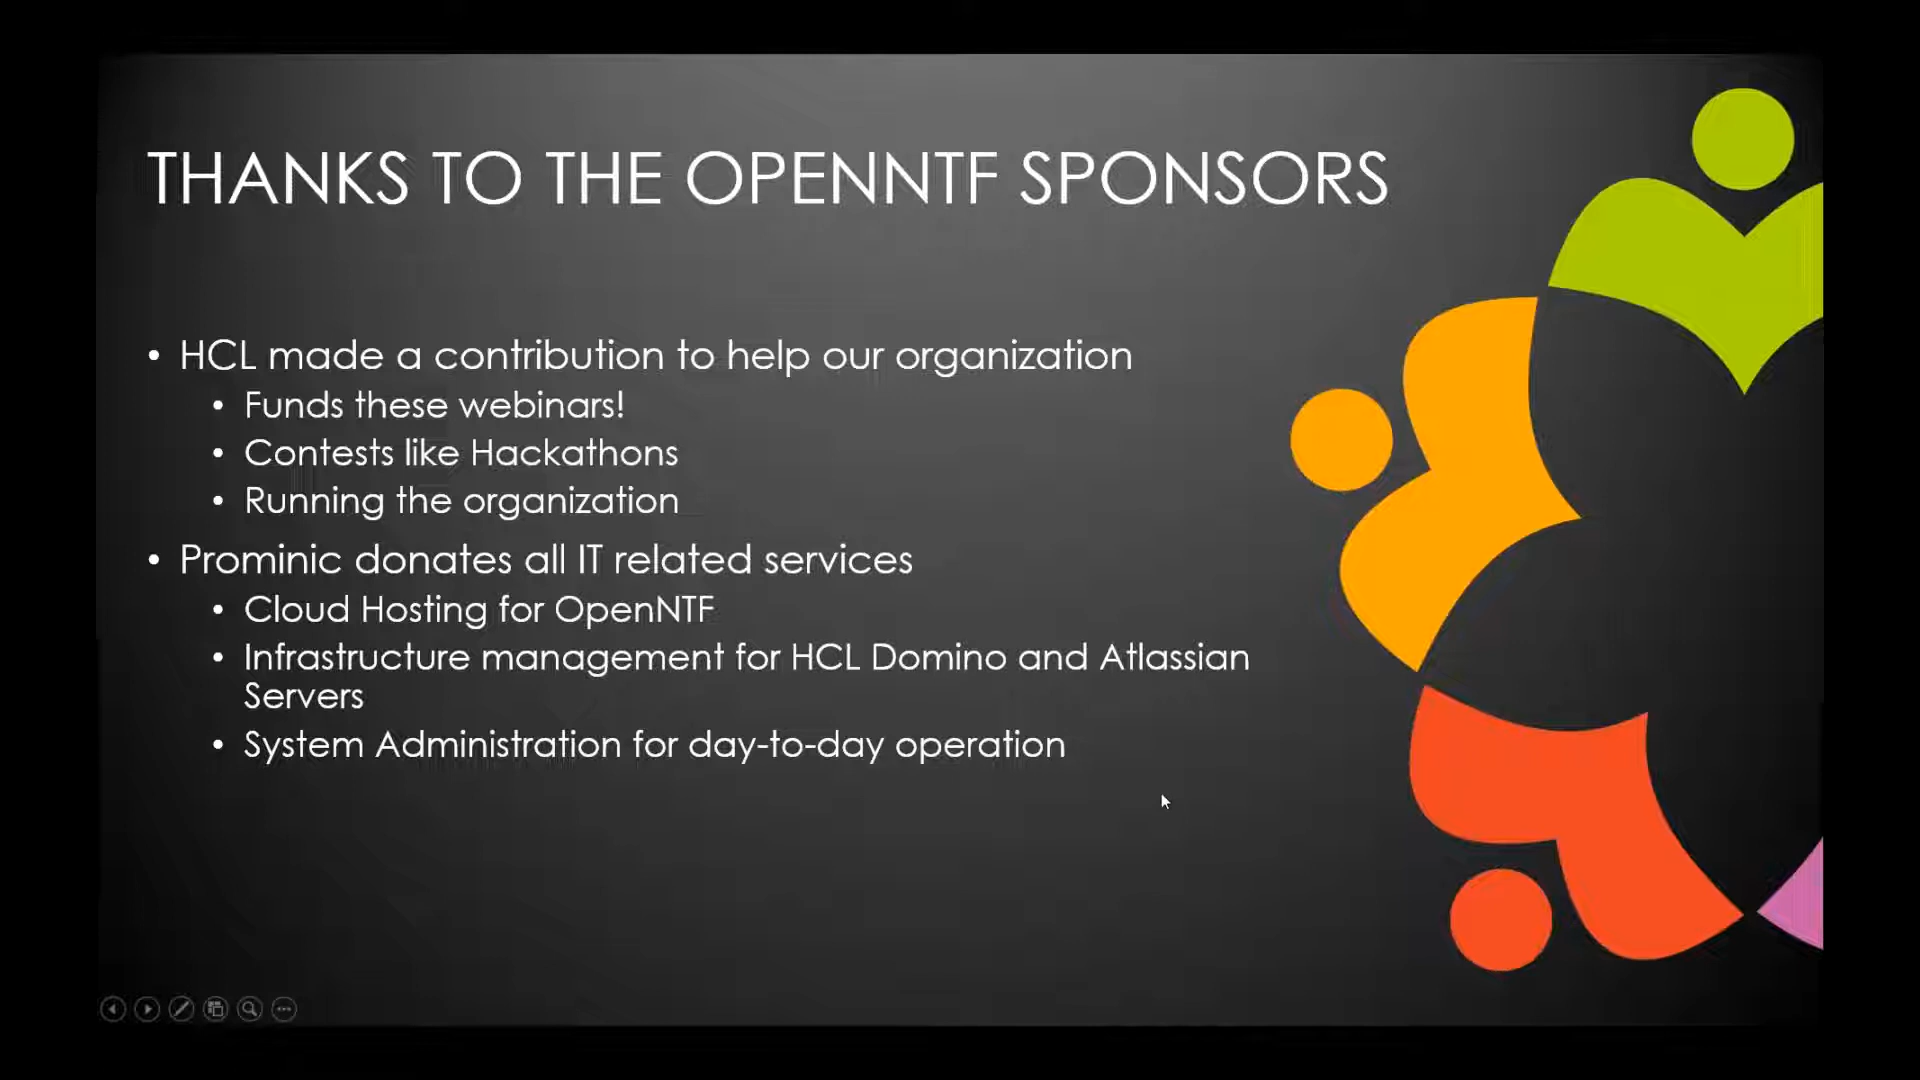 THANKS TO THE OPENNTF SPONSORS
• HCL made a contribution to help our organization
• Funds these webinars!
• Contests like Hackathons
• Running the organization
• Prominic donates all IT related services
• Cloud Hosting for OpenNTF
• Infrastructure management for HCL Domino and Atlassian
Servers
• System Administration for day-to-day operation